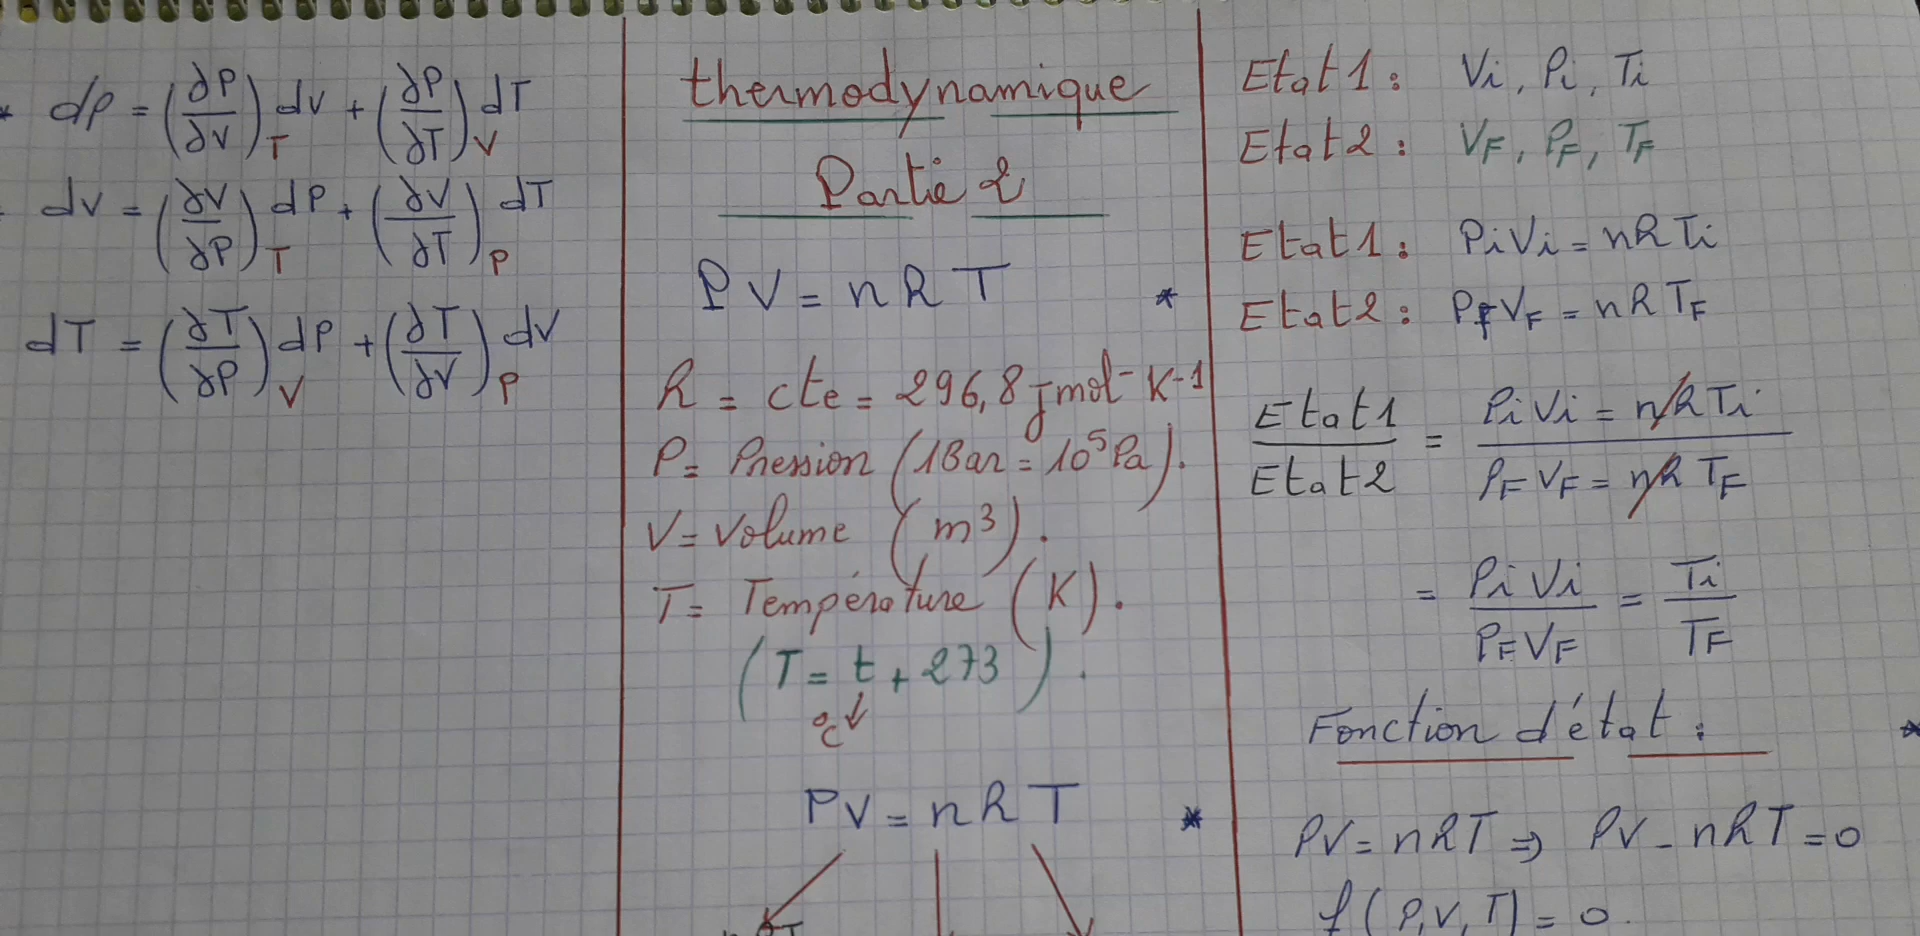 * dp = (∂P/∂V)T dv + (∂P/∂T)V dT
dv = (∂V/∂P)T dP + (∂V/∂T)P dT
dT = (∂T/∂P)V dP + (∂T/∂V)P dV
thermodynamique
Partie 2
PV = nRT *
R = cte = 296,8 J mol⁻ K⁻¹
P = Pression (1Bar = 10⁵ Pa).
V = Volume (m³).
T = Température (K).
(T = t + 273).
°C ↓
PV = nRT *
Etat 1 : Vi, Pi, Ti
Etat 2 : VF, PF, TF
Etat 1 : PiVi = nRTi
Etat 2 : PfVF = nRTF
Etat 1 / Etat 2 = PiVi = nRTi / PFVF = nRTF
= PiVi / PFVF = Ti / TF
Fonction d'état : *
PV = nRT ⇒ PV - nRT = 0
f(P,V,T) = 0.